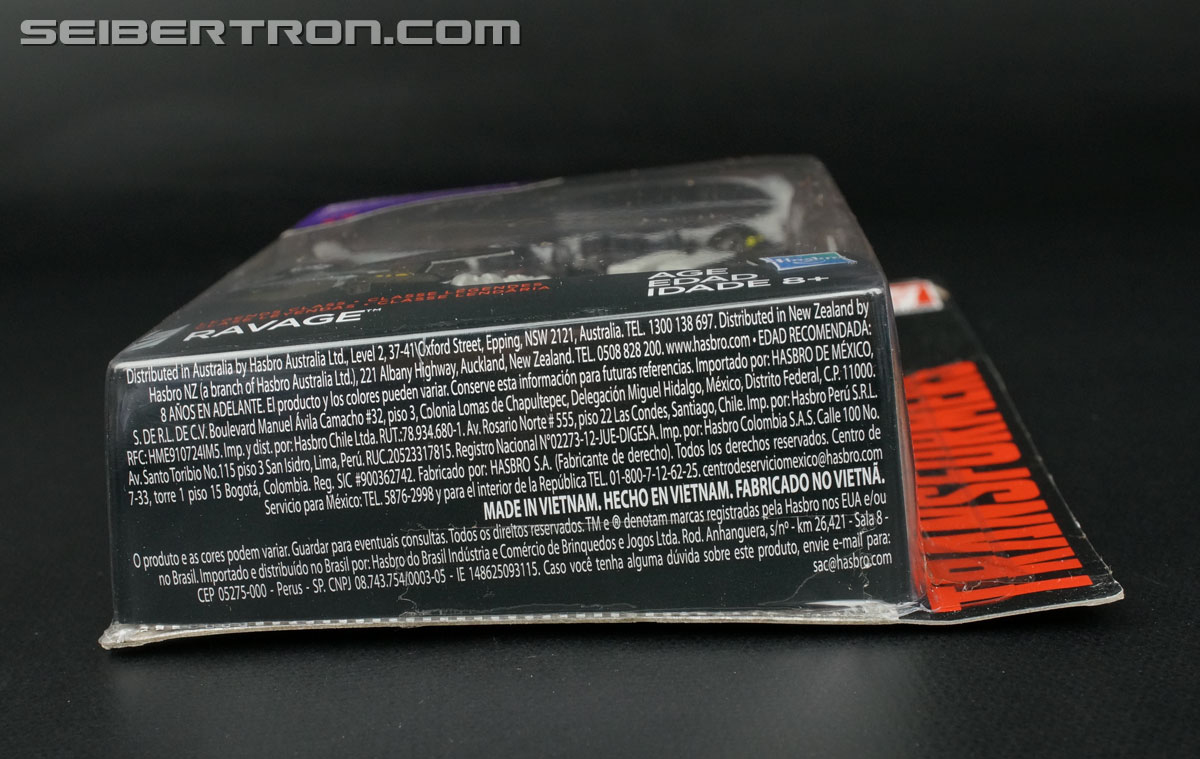 SEIBERTRON.com
Hasbro
AGE
EDAD
IDADE 8+
CLASS • CLASSE LÉGENDES
CLASSE LENDÁRIA
RAVAGE™
Distributed in Australia by Hasbro Australia Ltd., Level 2, 37-41 Oxford Street, Epping, NSW 2121, Australia. TEL. 1300 138 697. Distributed in New Zealand by
Hasbro NZ (a branch of Hasbro Australia Ltd.), 221 Albany Highway, Auckland, New Zealand. TEL. 0508 828 200. www.hasbro.com • EDAD RECOMENDADA:
8 AÑOS EN ADELANTE. El producto y los colores pueden variar. Conserve esta información para futuras referencias. Importado por: HASBRO DE MÉXICO,
S. DE R.L. DE C.V. Boulevard Manuel Ávila Camacho #32, piso 3, Colonia Lomas de Chapultepec, Delegación Miguel Hidalgo, México, Distrito Federal, C.P. 11000.
RFC: HME910724IM5. Imp. y dist. por: Hasbro Chile Ltda. RUT.:78.934.680-1. Av. Rosario Norte # 555, piso 22 Las Condes, Santiago, Chile. Imp. por: Hasbro Perú S.R.L.
Av. Santo Toribio No. 115 piso 3 San Isidro, Lima, Perú. RUC.20523317815. Registro Nacional N°02273-12-JUE-DIGESA. Imp. por: Hasbro Colombia S.A.S. Calle 100 No.
7-33, torre 1 piso 15 Bogotá, Colombia. Reg. SIC #900362742. Fabricado por: HASBRO S.A. (Fabricante de derecho). Todos los derechos reservados. Centro de
Servicio para México: TEL. 5876-2998 y para el interior de la República TEL. 01-800-7-12-62-25. centrodeserviciomexico@hasbro.com
MADE IN VIETNAM. HECHO EN VIETNAM. FABRICADO NO VIETNÃ.
O produto e as cores podem variar. Guardar para eventuais consultas. Todos os direitos reservados. TM e ® denotam marcas registradas pela Hasbro nos EUA e/ou
no Brasil. Importado e distribuído no Brasil por: Hasbro do Brasil Indústria e Comércio de Brinquedos e Jogos Ltda. Rod. Anhanguera, s/nº - km 26,421 - Sala 8 -
CEP 05275-000 - Perus - SP. CNPJ 08.743.754/0003-05 - IE 148625093115. Caso você tenha alguma dúvida sobre este produto, envie e-mail para:
sac@hasbro.com
TRANSFORMERS